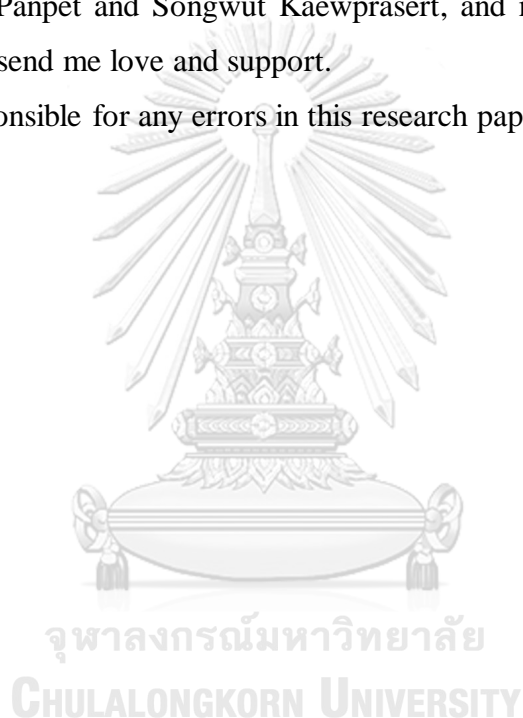 Panpet and Songwut Kaewprasert, and
send me love and support.
onsible for any errors in this research pap
จุฬาลงกรณ์มหาวิทยาลัย
CHULALONGKORN UNIVERSITY